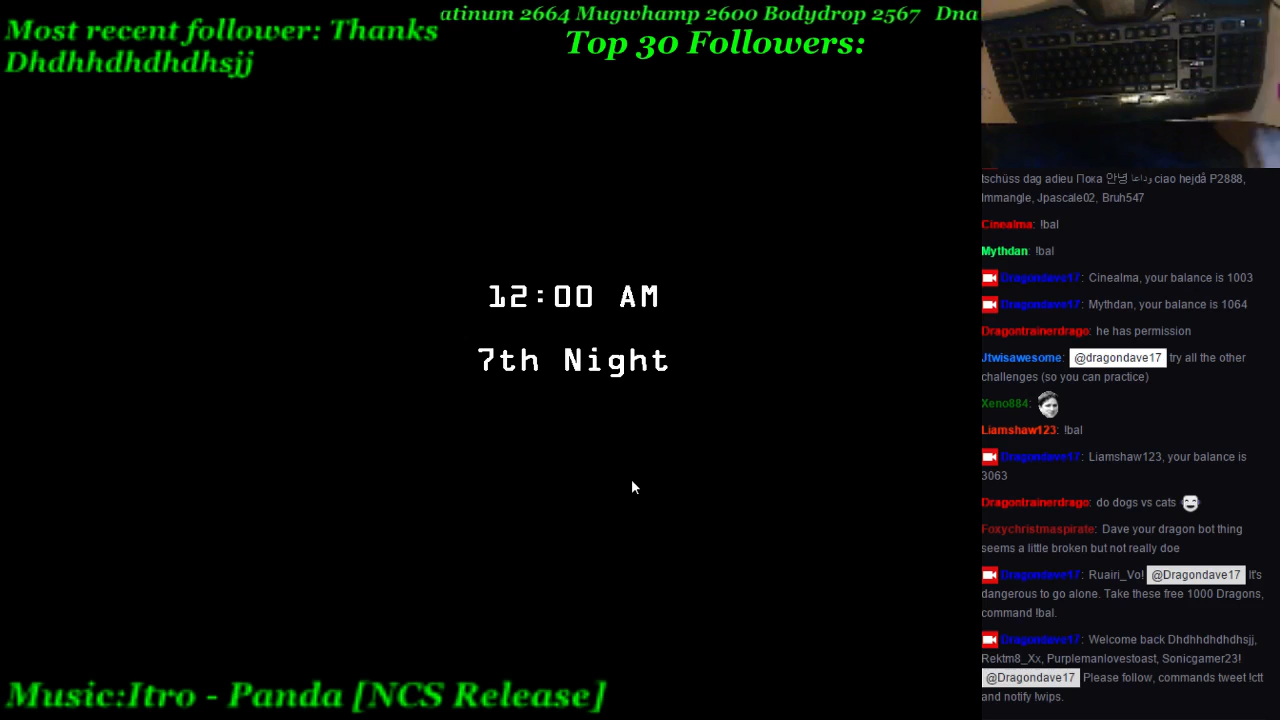 Most recent follower: Thanks
Dhdhhdhdhdhsjj
atinum 2664 Mugwhamp 2600 Bodydrop 2567 Dna
Top 30 Followers:
12:00 AM
7th Night
Music:Itro - Panda [NCS Release]
tschüss dag adieu Пока 안녕 وداعا ciao hejdå P2888,
Immangle, Jpascale02, Bruh547
Cinealma: !bal
Mythdan: !bal
Dragondave17: Cinealma, your balance is 1003
Dragondave17: Mythdan, your balance is 1064
Dragontrainerdrago: he has permission
Jtwisawesome: @dragondave17 try all the other
challenges (so you can practice)
Xeno884:
Liamshaw123: !bal
Dragondave17: Liamshaw123, your balance is
3063
Dragontrainerdrago: do dogs vs cats
Foxychristmaspirate: Dave your dragon bot thing
seems a little broken but not really doe
Dragondave17: Ruairi_Vo! @Dragondave17 It's
dangerous to go alone. Take these free 1000 Dragons,
command !bal.
Dragondave17: Welcome back Dhdhhdhdhdhsjj,
Rektm8_Xx, Purplemanlovestoast, Sonicgamer23!
@Dragondave17 Please follow, commands tweet !ctt
and notify !wips.